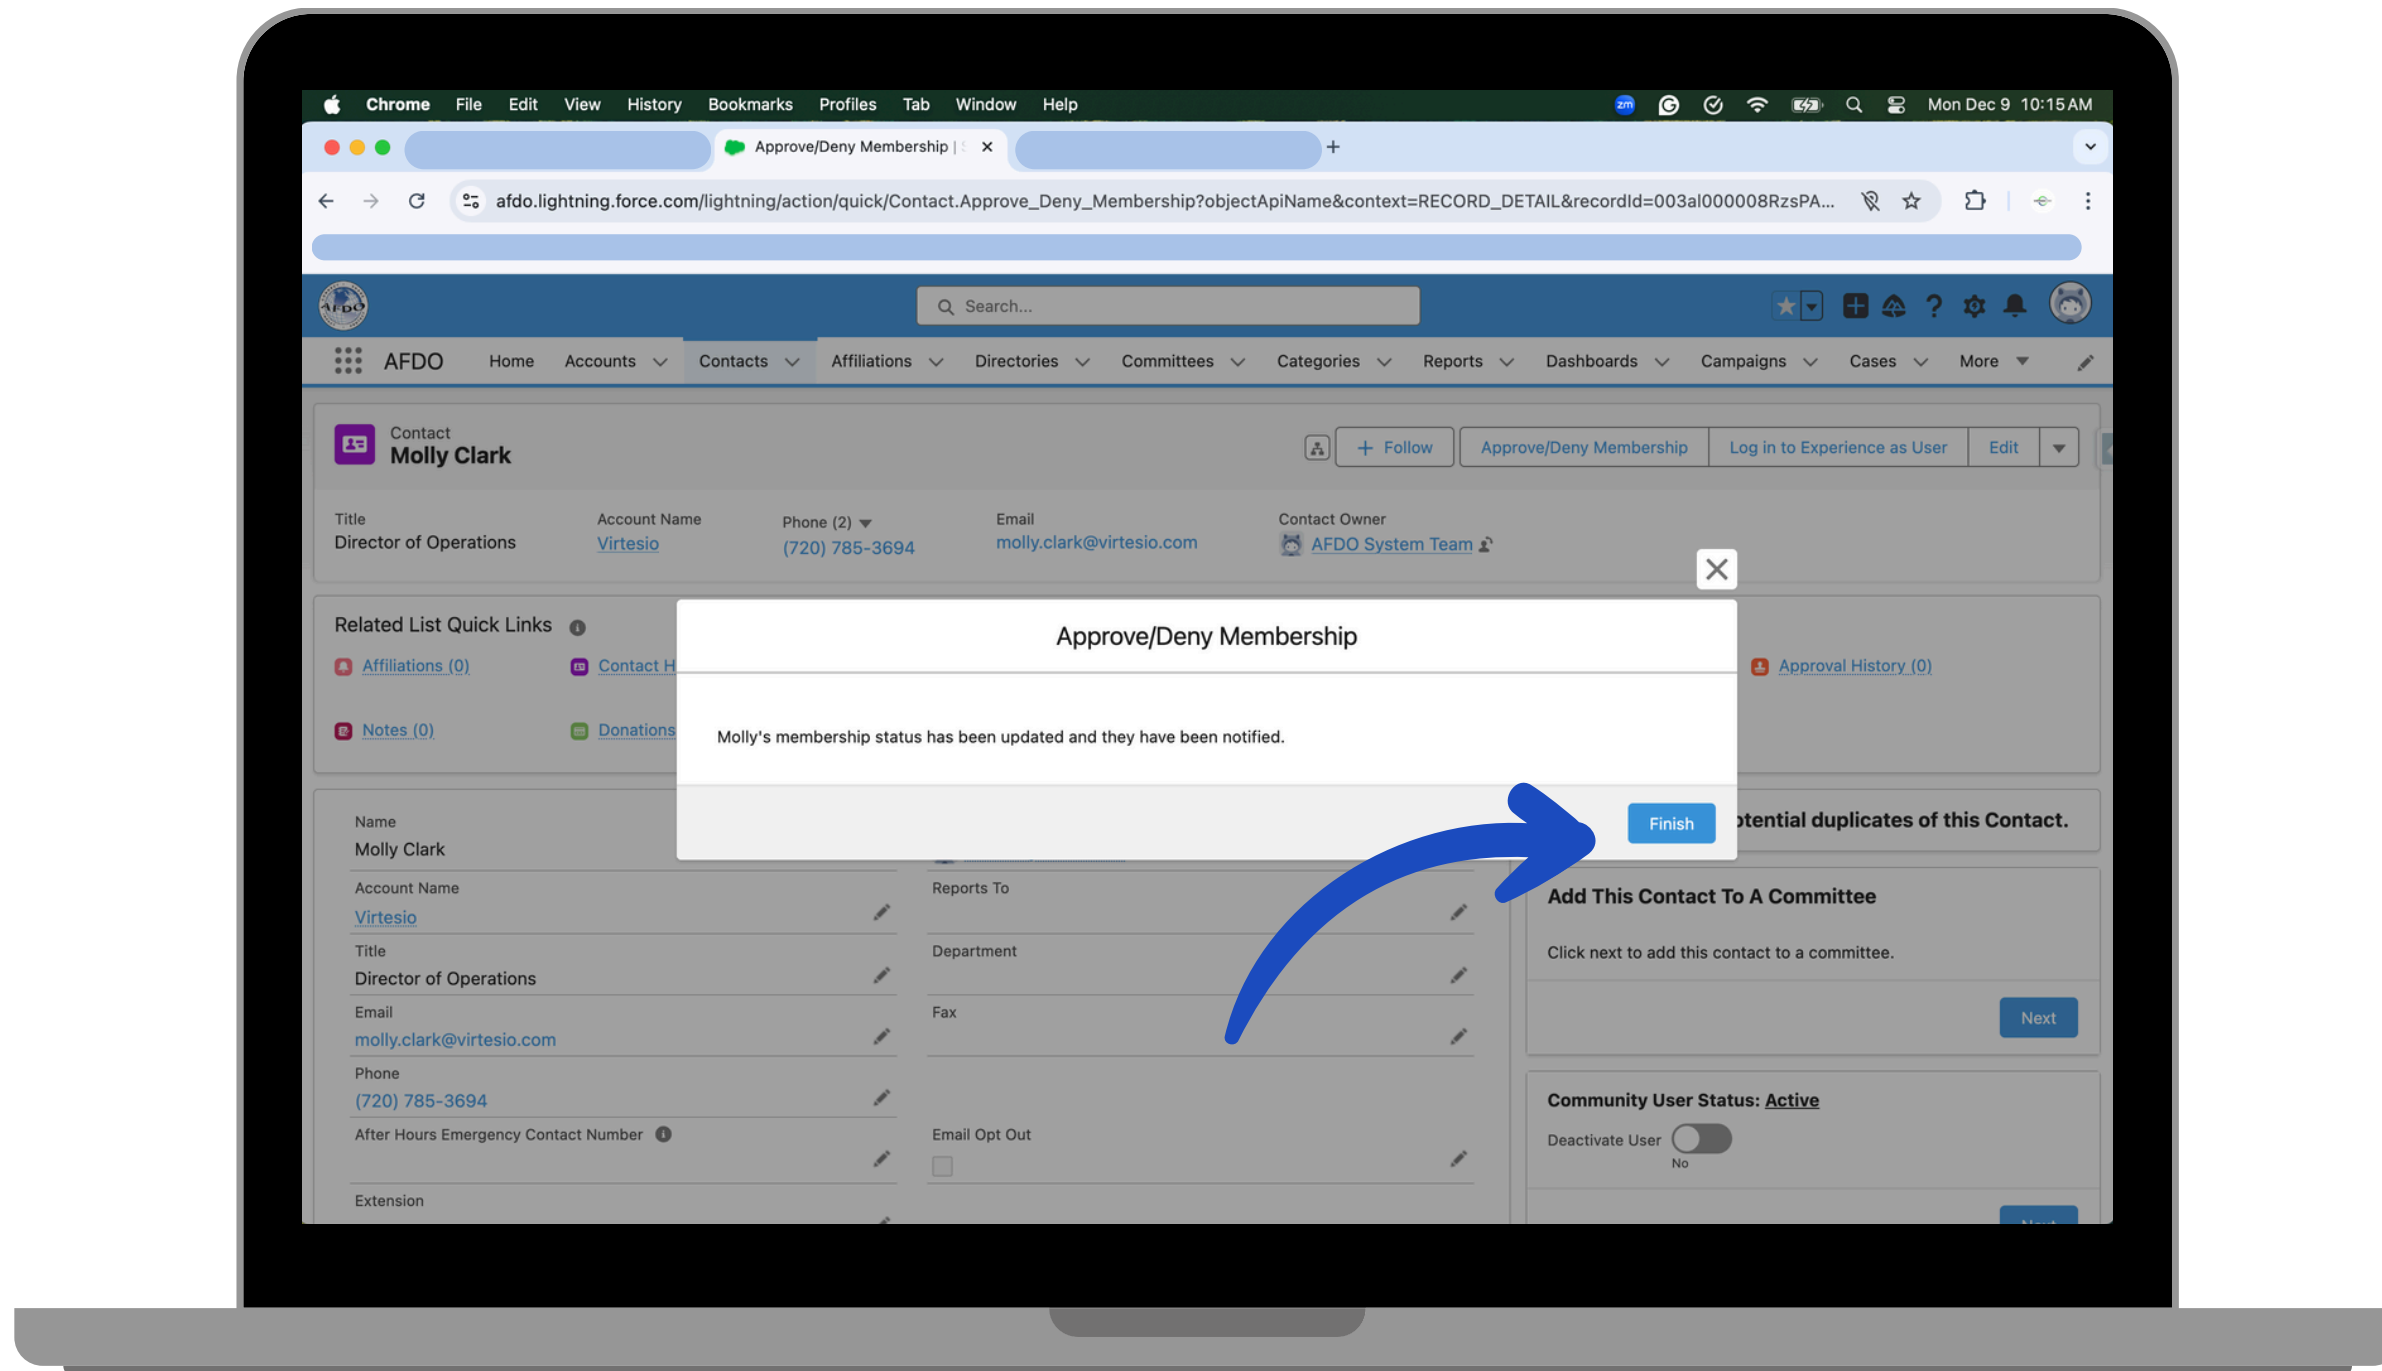 Chrome File Edit View History Bookmarks Profiles Tab Window Help
zm Mon Dec 9 10:15 AM
Approve/Deny Membership |
afdo.lightning.force.com/lightning/action/quick/Contact.Approve_Deny_Membership?objectApiName&context=RECORD_DETAIL&recordId=003al000008RzsPA...
AFDO
Search...
AFDO Home Accounts Contacts Affiliations Directories Committees Categories Reports Dashboards Campaigns Cases More
Contact
Molly Clark
+ Follow Approve/Deny Membership Log in to Experience as User Edit
Title Account Name Phone (2) Email Contact Owner
Director of Operations Virtesio (720) 785-3694 molly.clark@virtesio.com AFDO System Team
Related List Quick Links
Affiliations (0) Contact H Approval History (0)
Notes (0) Donations
Approve/Deny Membership
Molly's membership status has been updated and they have been notified.
Finish
Name
Molly Clark
Account Name
Virtesio
Title
Director of Operations
Email
molly.clark@virtesio.com
Phone
(720) 785-3694
After Hours Emergency Contact Number
Extension
Reports To
Department
Fax
Email Opt Out
otential duplicates of this Contact.
Add This Contact To A Committee
Click next to add this contact to a committee.
Next
Community User Status: Active
Deactivate User
No